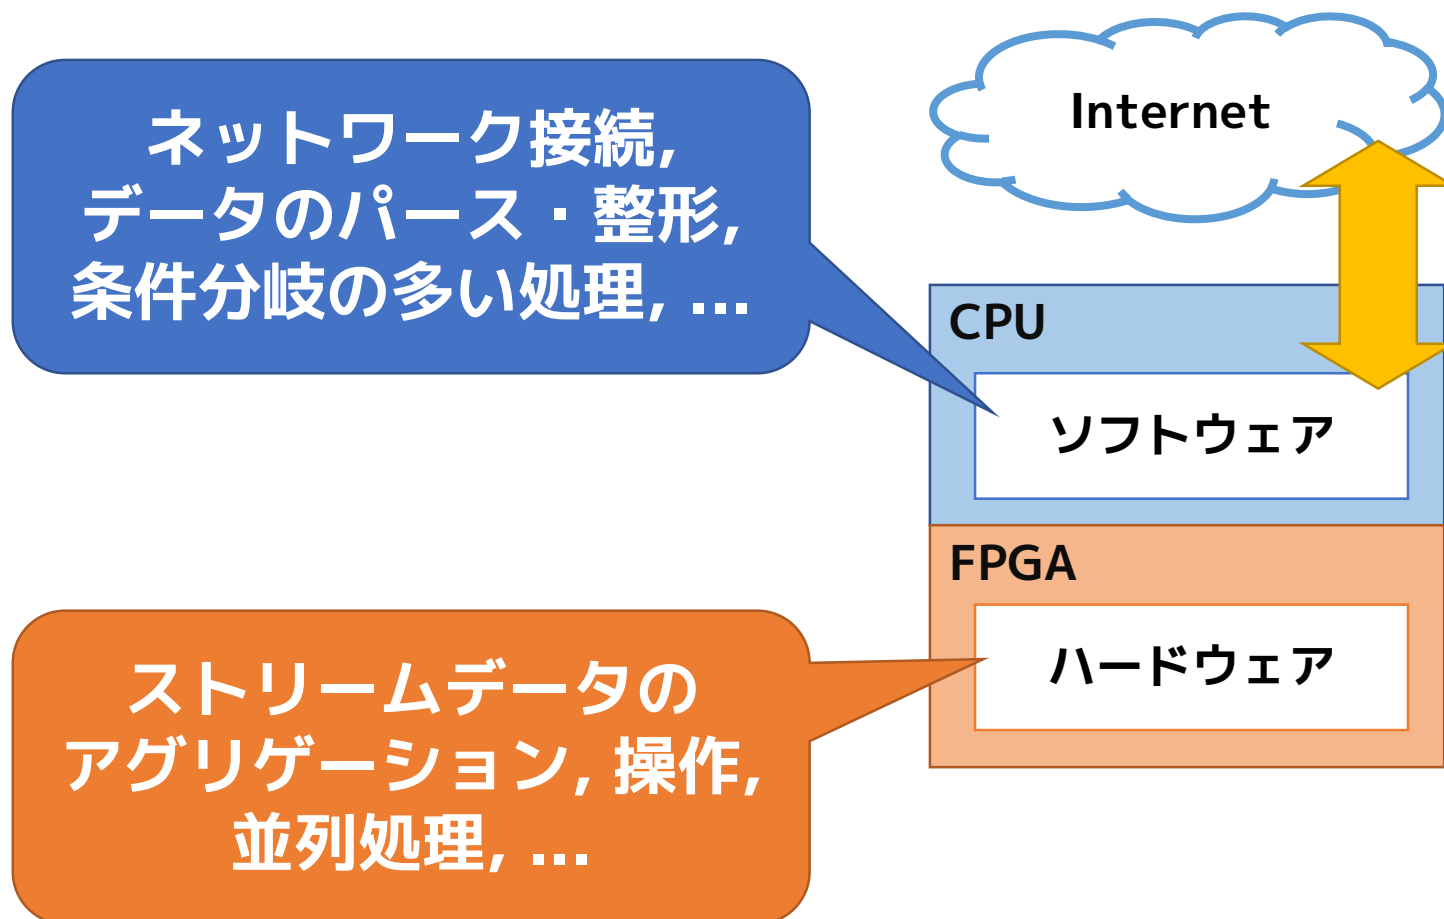 Internet
ネットワーク接続,
データのパース・整形,
条件分岐の多い処理, ...
CPU
ソフトウェア
FPGA
ハードウェア
ストリームデータの
アグリゲーション, 操作,
並列処理, ...